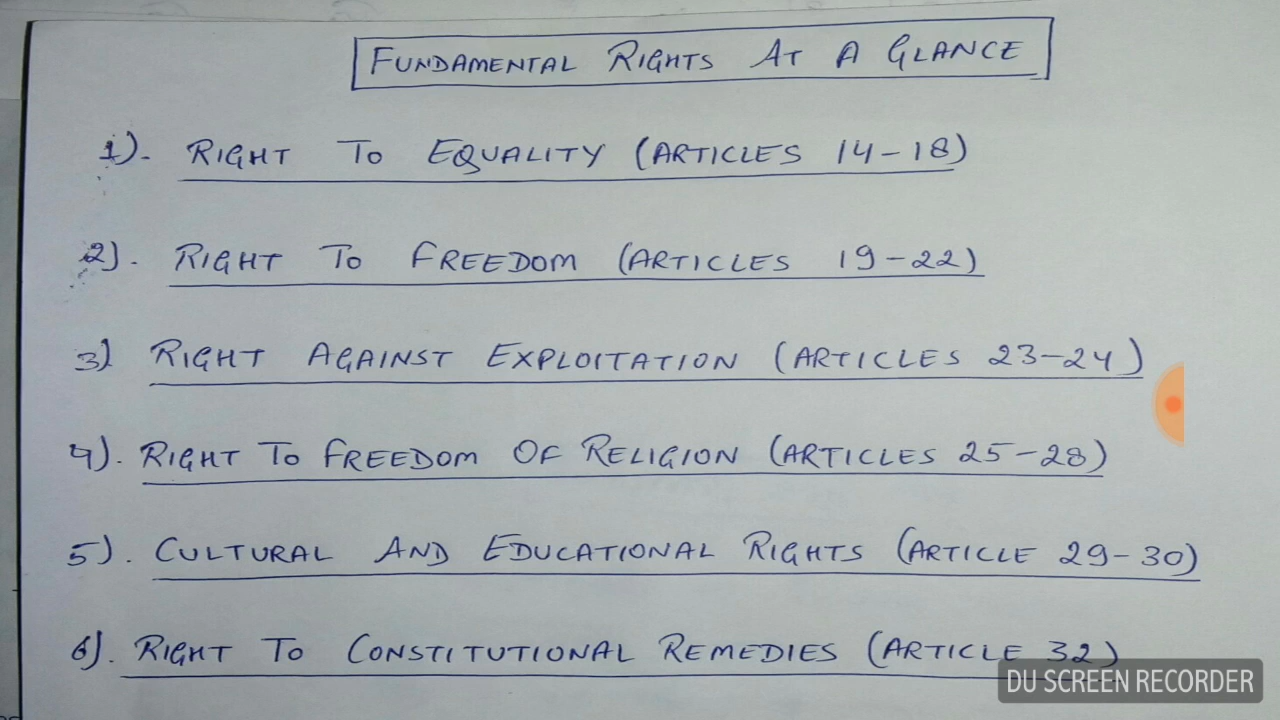 FUNDAMENTAL RIGHTS AT A GLANCE
1). RIGHT TO EQUALITY (ARTICLES 14-18)
2). RIGHT TO FREEDOM (ARTICLES 19-22)
3) RIGHT AGAINST EXPLOITATION (ARTICLES 23-24)
4). RIGHT TO FREEDOM OF RELIGION (ARTICLES 25-28)
5). CULTURAL AND EDUCATIONAL RIGHTS (ARTICLE 29-30)
6). RIGHT TO CONSTITUTIONAL REMEDIES (ARTICLE 32)
DU SCREEN RECORDER